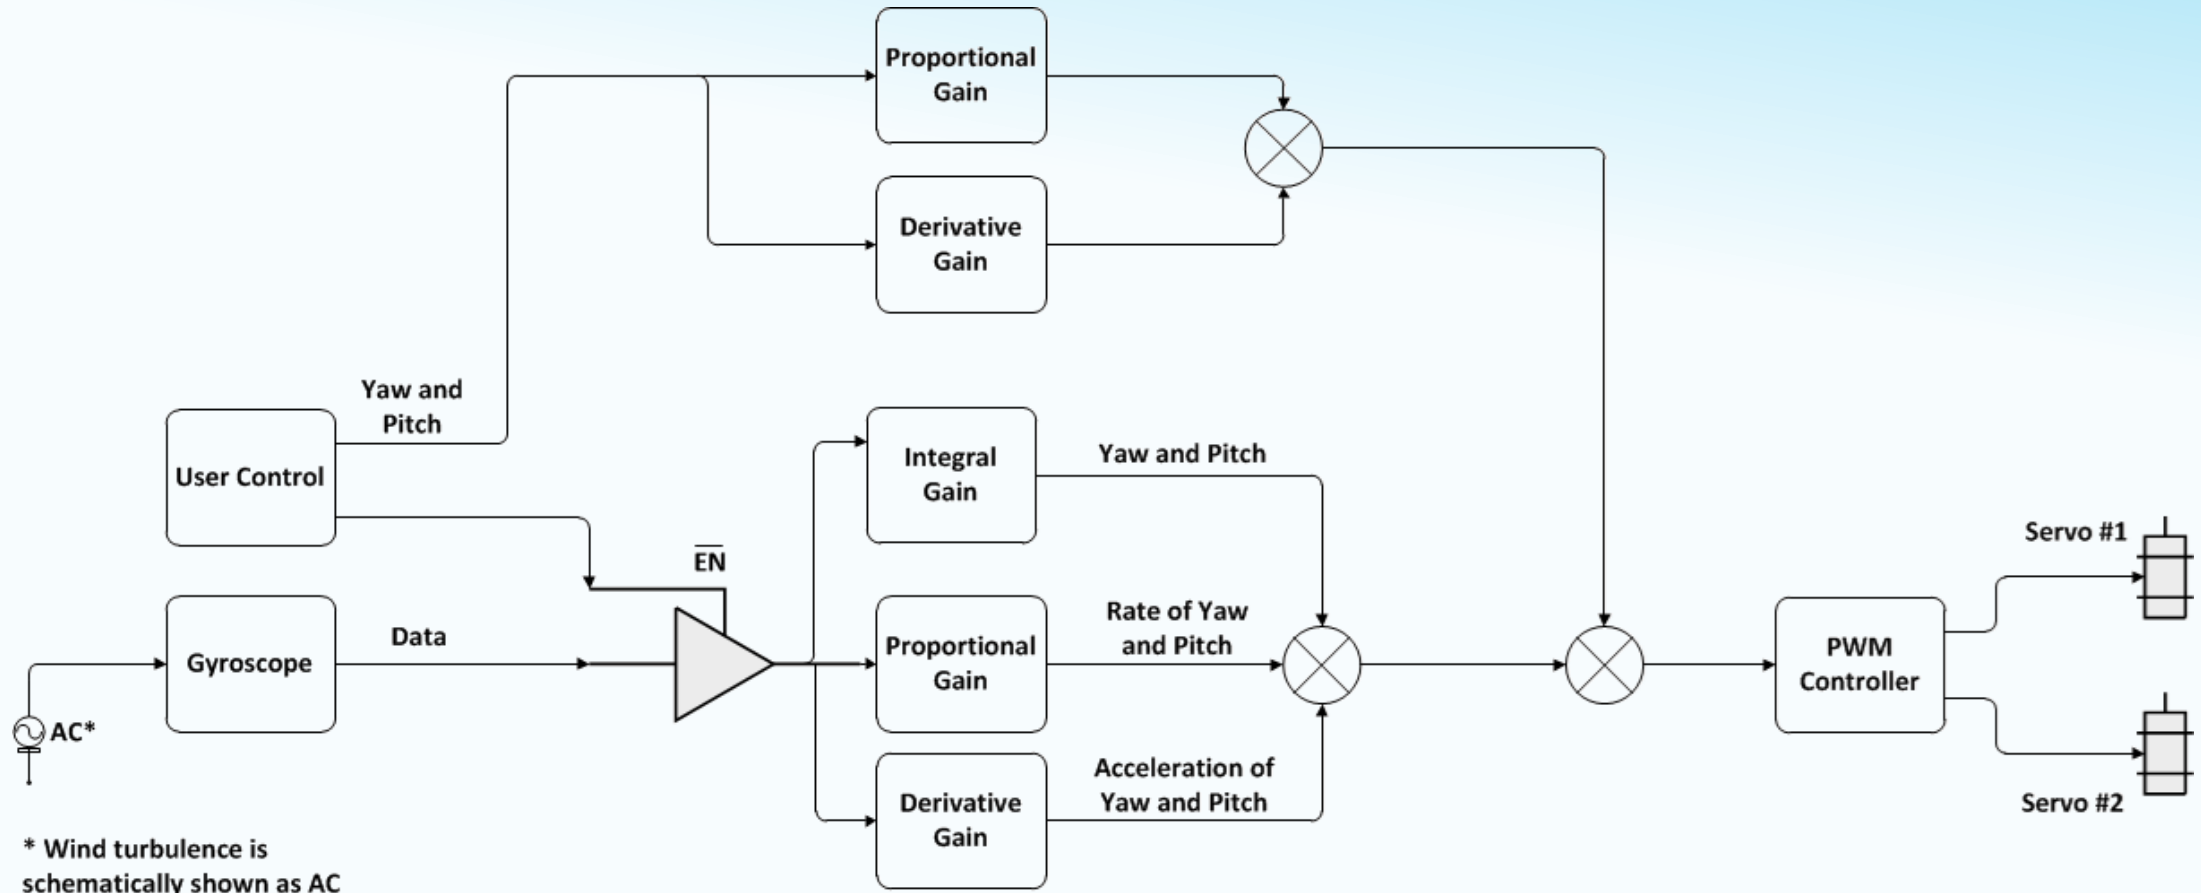 Proportional
Gain
Derivative
Gain
Yaw and
Pitch
User Control
Integral
Gain
Yaw and Pitch
EN
Servo #1
Gyroscope
Data
Proportional
Gain
Rate of Yaw
and Pitch
PWM
Controller
AC*
Derivative
Gain
Acceleration of
Yaw and Pitch
Servo #2
* Wind turbulence is
schematically shown as AC